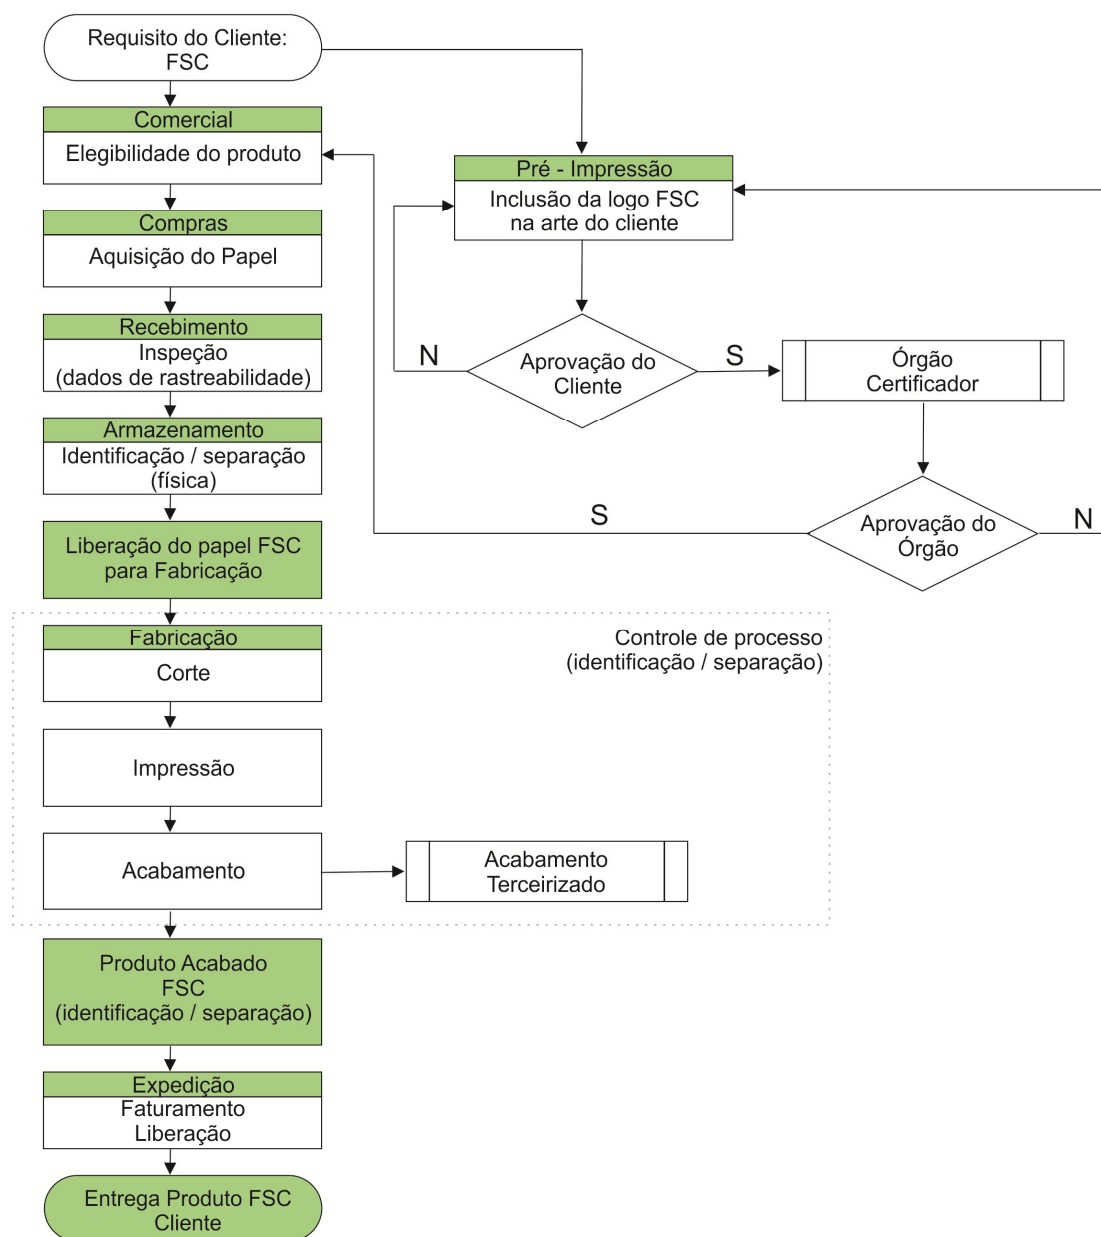 Requisito do Cliente:
FSC
Comercial
Elegibilidade do produto
Compras
Aquisição do Papel
Recebimento
Inspeção
(dados de rastreabilidade)
Armazenamento
Identificação / separação
(física)
Liberação do papel FSC
para Fabricação
Pré - Impressão
Inclusão da logo FSC
na arte do cliente
N
Aprovação do
Cliente
S
Órgão
Certificador
S
Aprovação do
Órgão
N
Controle de processo
(identificação / separação)
Fabricação
Corte
Impressão
Acabamento
Acabamento
Terceirizado
Produto Acabado
FSC
(identificação / separação)
Expedição
Faturamento
Liberação
Entrega Produto FSC
Cliente